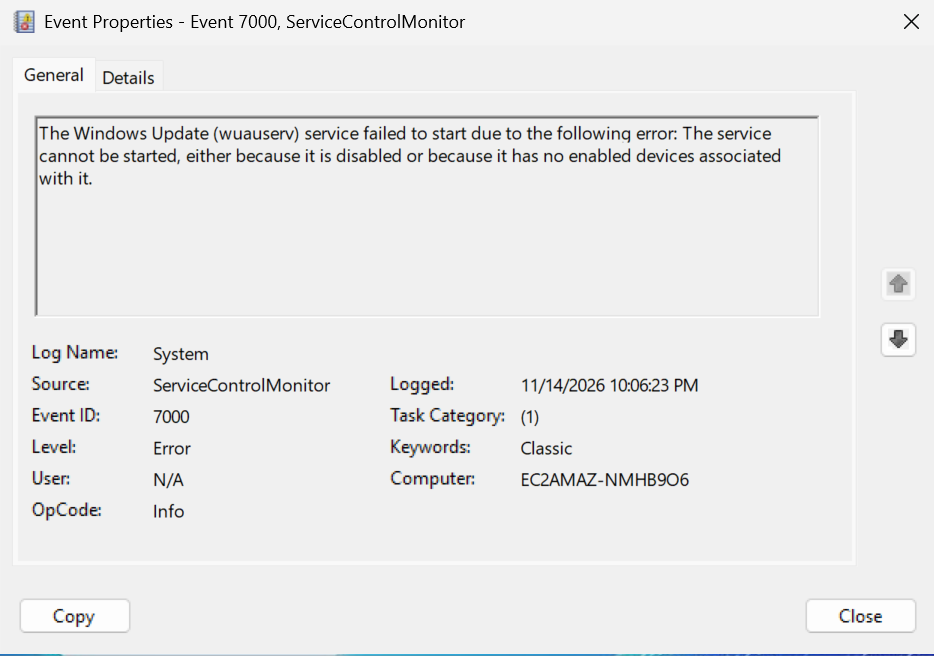 Event Properties - Event 7000, ServiceControlMonitor
General
Details
The Windows Update (wuauserv) service failed to start due to the following error: The service
cannot be started, either because it is disabled or because it has no enabled devices associated
with it.
Log Name: System
Source: ServiceControlMonitor Logged: 11/14/2026 10:06:23 PM
Event ID: 7000 Task Category: (1)
Level: Error Keywords: Classic
User: N/A Computer: EC2AMAZ-NMHB9O6
OpCode: Info
Copy
Close